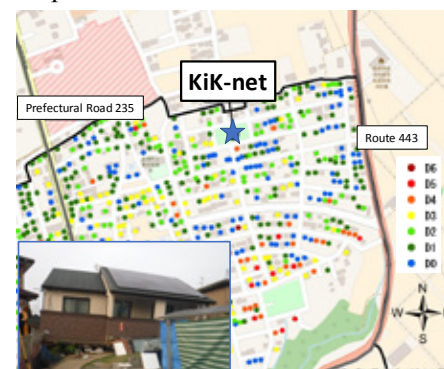 KiK-net
Prefectural Road 235
Route 443
D6
D5
D4
D3
D2
D1
D0
N
W
S